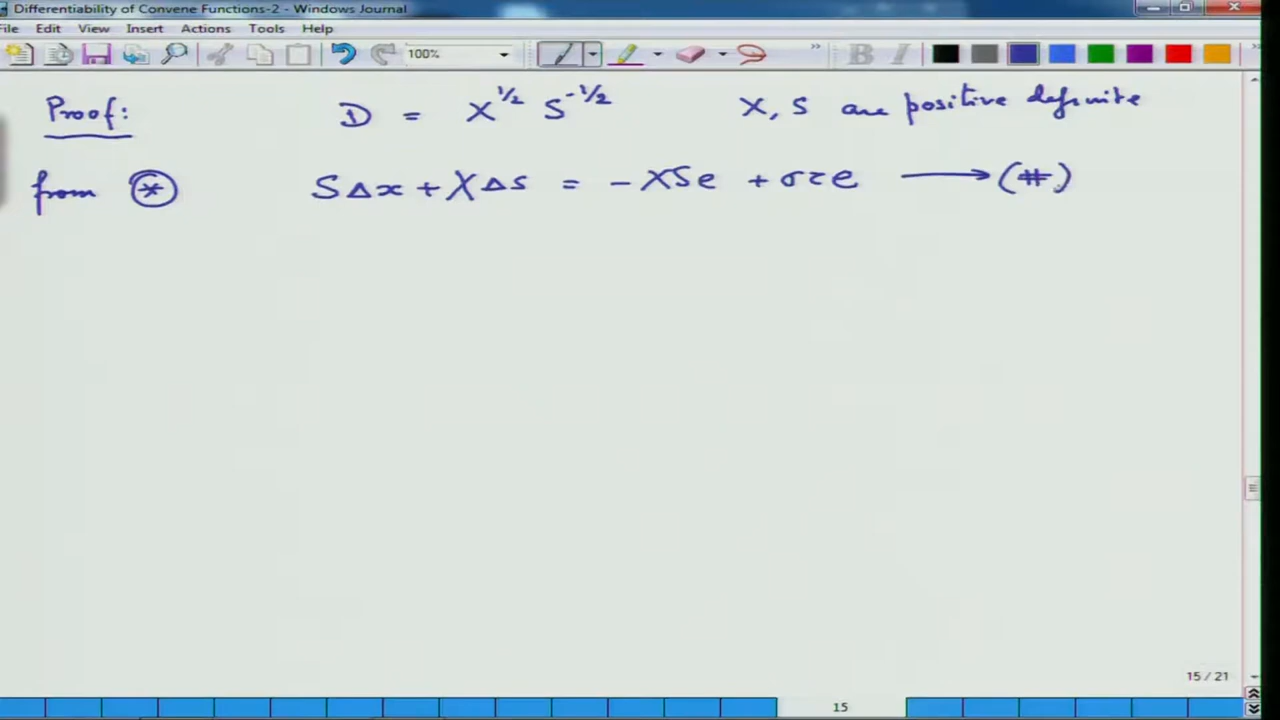 Differentiability of Convene Functions-2 - Windows Journal
File Edit View Insert Actions Tools Help
100%
Proof: D = X^{1/2} S^{-1/2} X, S are positive definite
from (*) SΔx + XΔs = - XSe + στe ⟶ (#)
15 / 21
15